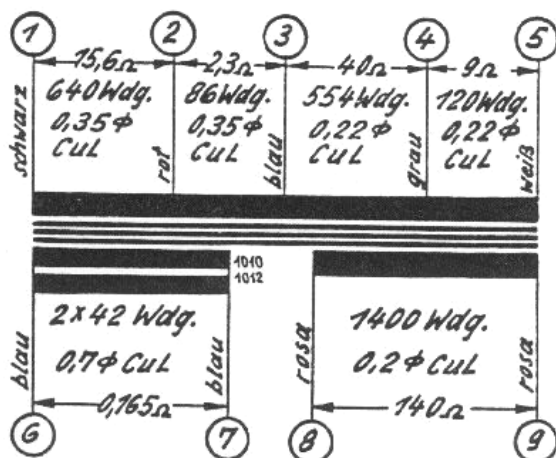 1 2 3 4 5
15,6Ω 2,3Ω 40Ω 9Ω
640 Wdg. 86 Wdg. 554 Wdg. 120 Wdg.
0,35 ϕ 0,35 ϕ 0,22 ϕ 0,22 ϕ
CuL CuL CuL CuL
schwarz rot blau grau weiß
1010
1012
2x42 Wdg. 1400 Wdg.
0,7 ϕ CuL 0,2 ϕ CuL
blau blau rosa rosa
0,165Ω 140Ω
6 7 8 9